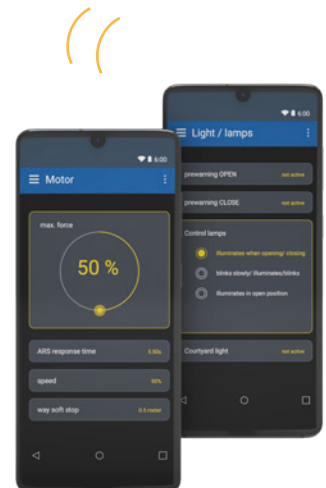 6:00
Motor
max. force
50 %
ARS response time 0.50s
speed 50%
way soft stop 0.5 meter
6:00
Light / lamps
prewarning OPEN not active
prewarning CLOSE not active
Control lamps
illuminates when opening/ closing
blinks slowly/ illuminates/blinks
illuminates in open position
Courtyard light not active